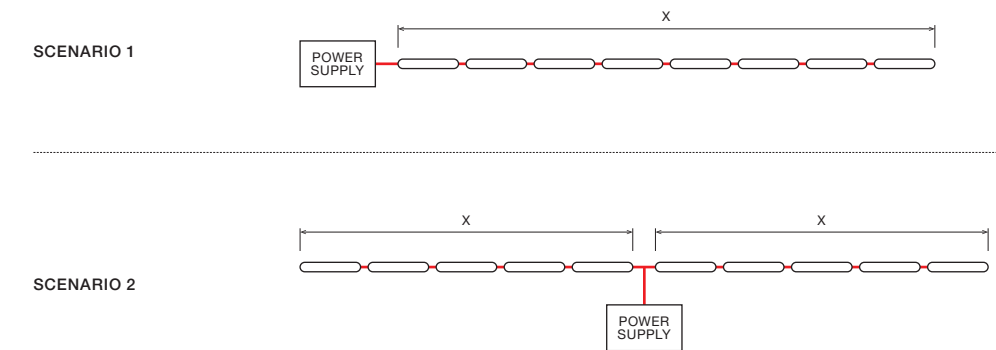 X
SCENARIO 1
POWER
SUPPLY
X
X
SCENARIO 2
POWER
SUPPLY